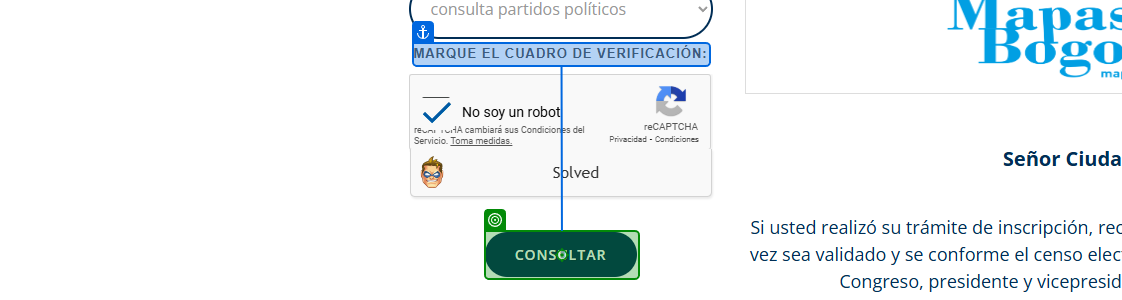 consulta partidos políticos
MARQUE EL CUADRO DE VERIFICACIÓN:
No soy un robot
reCAPTCHA cambiará sus Condiciones del
Servicio. Toma medidas.
reCAPTCHA
Privacidad - Condiciones
Solved
CONSULTAR
Mapas
Bogo
ma
Señor Ciuda
Si usted realizó su trámite de inscripción, rec
vez sea validado y se conforme el censo elec
Congreso, presidente y vicepresid